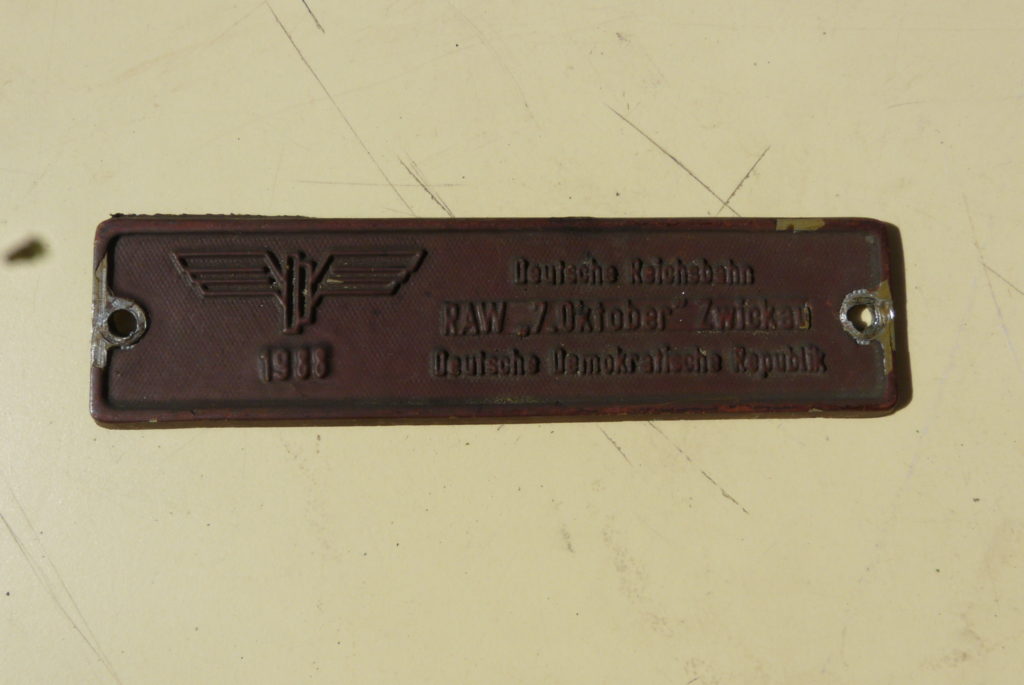 Deutsche Reichsbahn
RAW „7.Oktober" Zwickau
1988
Deutsche Demokratische Republik